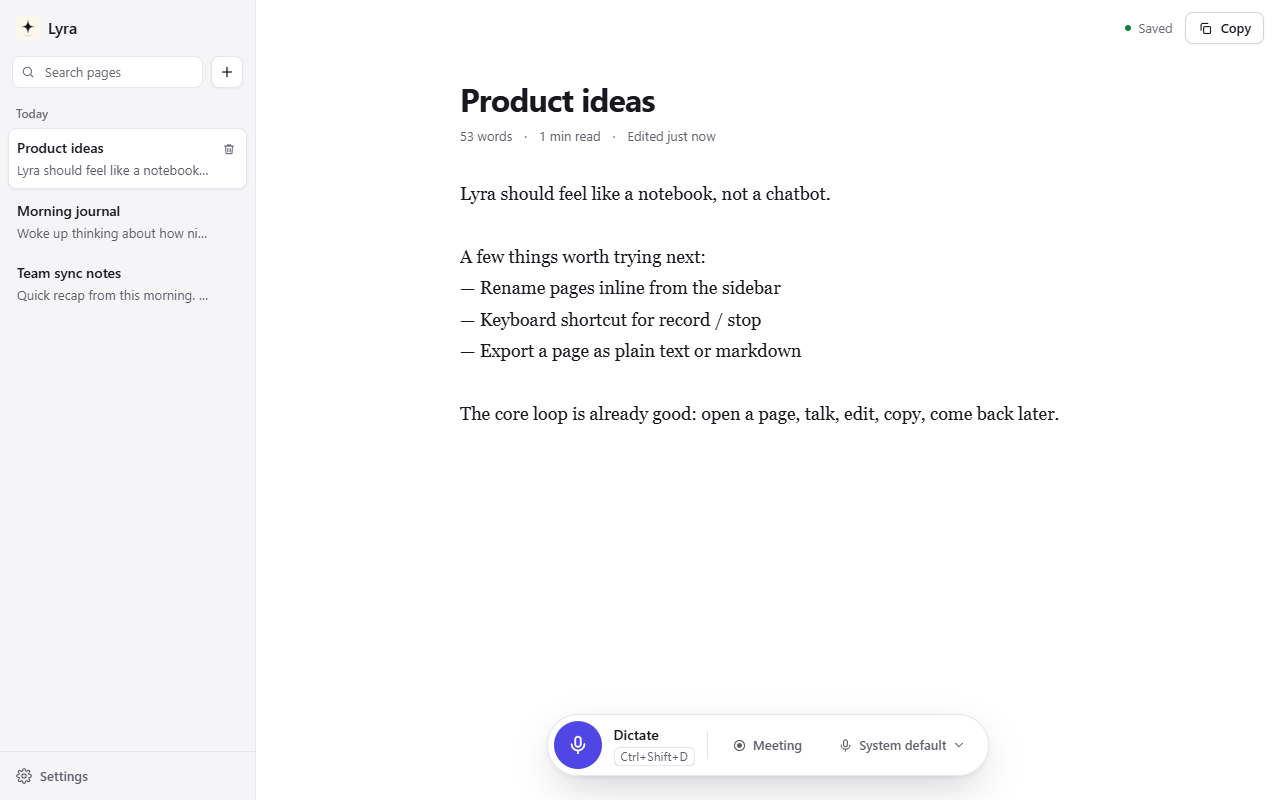 Lyra
Search pages
Today
Product ideas
Lyra should feel like a notebook...
Morning journal
Woke up thinking about how ni...
Team sync notes
Quick recap from this morning. ...
Settings
Saved
Copy
Product ideas
53 words · 1 min read · Edited just now
Lyra should feel like a notebook, not a chatbot.
A few things worth trying next:
— Rename pages inline from the sidebar
— Keyboard shortcut for record / stop
— Export a page as plain text or markdown
The core loop is already good: open a page, talk, edit, copy, come back later.
Dictate
Ctrl+Shift+D
Meeting
System default